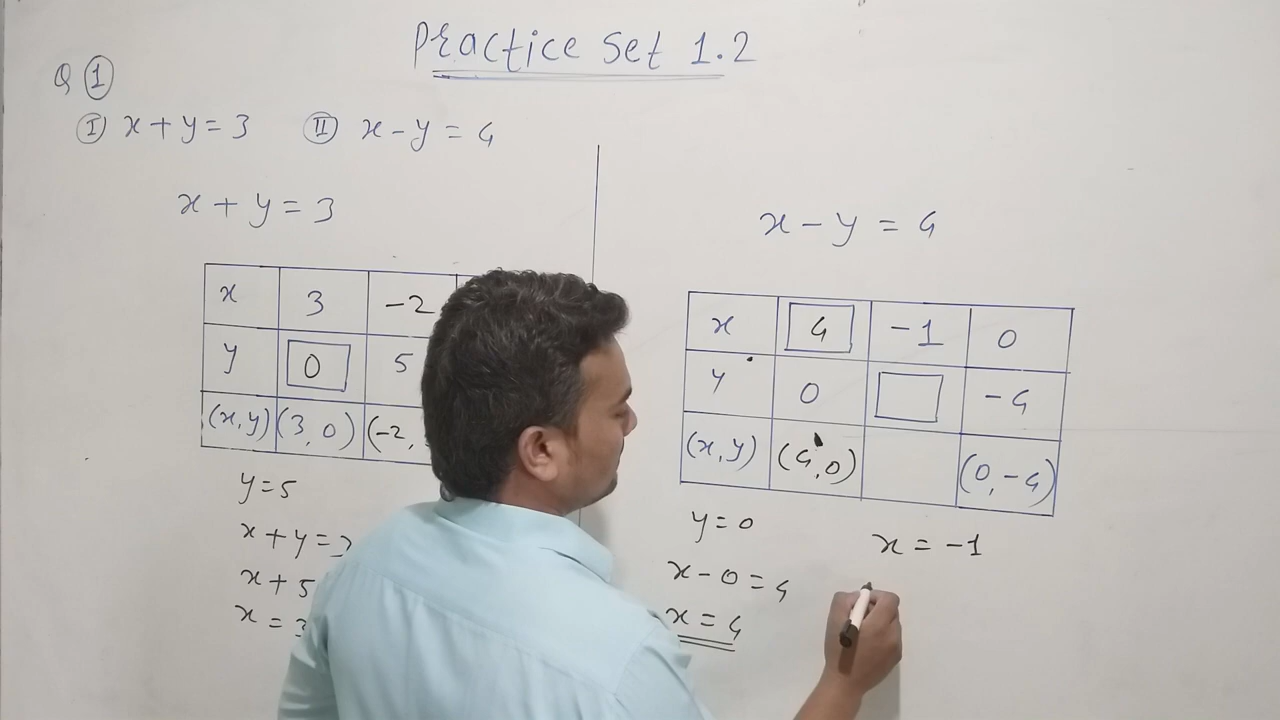 Practice Set 1.2
Q ①
Ⓘ x + y = 3 Ⓘⓘ x - y = 4
x + y = 3
x 3 -2
y 0 5
(x, y) (3, 0) (-2,
y = 5
x + y = 3
x + 5
x = 3
x - y = 4
x 4 -1 0
y 0 -4
(x, y) (4, 0) (0, -4)
y = 0
x - 0 = 4
x = 4
x = -1